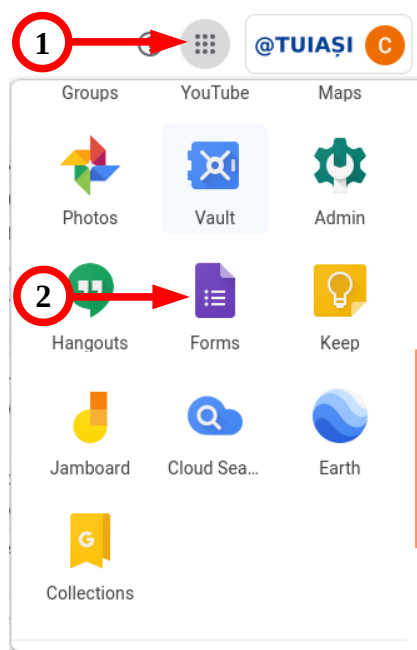 1
@TUIAȘI C
Groups YouTube Maps
Photos Vault Admin
2
Hangouts Forms Keep
Jamboard Cloud Sea... Earth
G
Collections